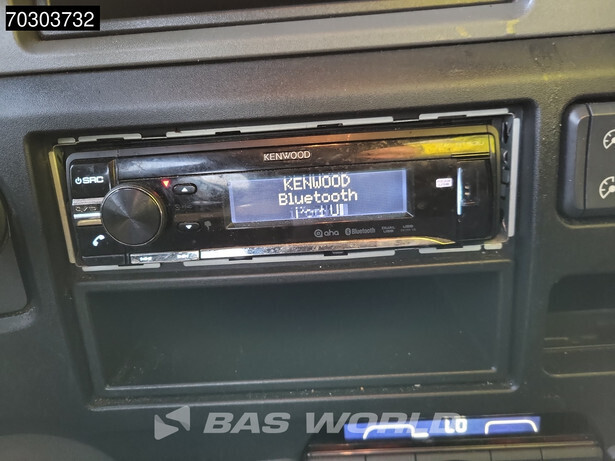 70303732
KENWOOD
SRC
KENWOOD
Bluetooth
aha Bluetooth
BAS WORLD
LO